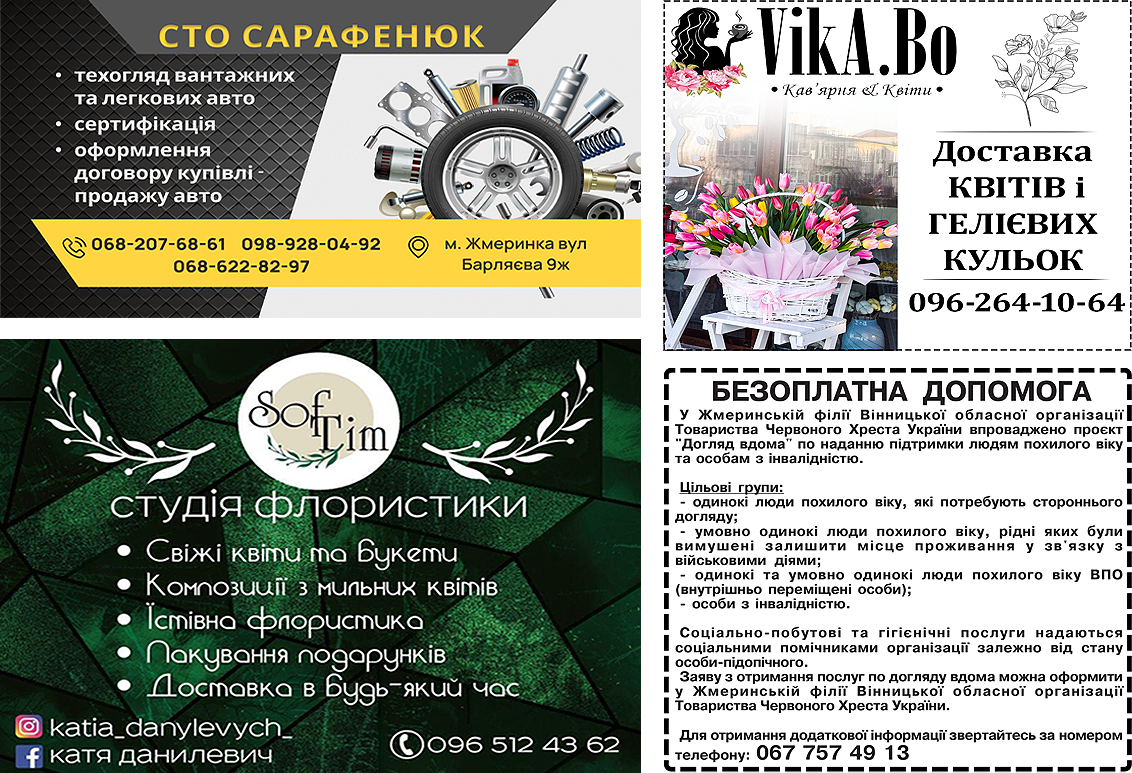 СТО САРАФЕНЮК
• техогляд вантажних
та легкових авто
• сертифікація
• оформлення
договору купівлі -
продажу авто
068-207-68-61 098-928-04-92
068-622-82-97
м. Жмеринка вул
Барляєва 9ж
VikA.Bo
• Кав’ярня & Квіти •
Доставка
КВІТІВ і
ГЕЛІЄВИХ
КУЛЬОК
096-264-10-64
SofTim
студія флористики
• Свіжі квіти та букети
• Композиції з мильних квітів
• Їстівна флористика
• Пакування подарунків
• Доставка в будь-який час
katia_danylevych_
катя данилевич
096 512 43 62
БЕЗОПЛАТНА ДОПОМОГА
У Жмеринській філії Вінницької обласної організації
Товариства Червоного Хреста України впроваджено проєкт
"Догляд вдома" по наданню підтримки людям похилого віку
та особам з інвалідністю.
Цільові групи:
- одинокі люди похилого віку, які потребують стороннього
догляду;
- умовно одинокі люди похилого віку, рідні яких були
вимушені залишити місце проживання у зв'язку з
військовими діями;
- одинокі та умовно одинокі люди похилого віку ВПО
(внутрішньо переміщені особи);
- особи з інвалідністю.
Соціально-побутові та гігієнічні послуги надаються
соціальними помічниками організації залежно від стану
особи-підопічного.
Заяву з отримання послуг по догляду вдома можна оформити
у Жмеринській філії Вінницької обласної організації
Товариства Червоного Хреста України.
Для отримання додаткової інформації звертайтесь за номером
телефону: 067 757 49 13